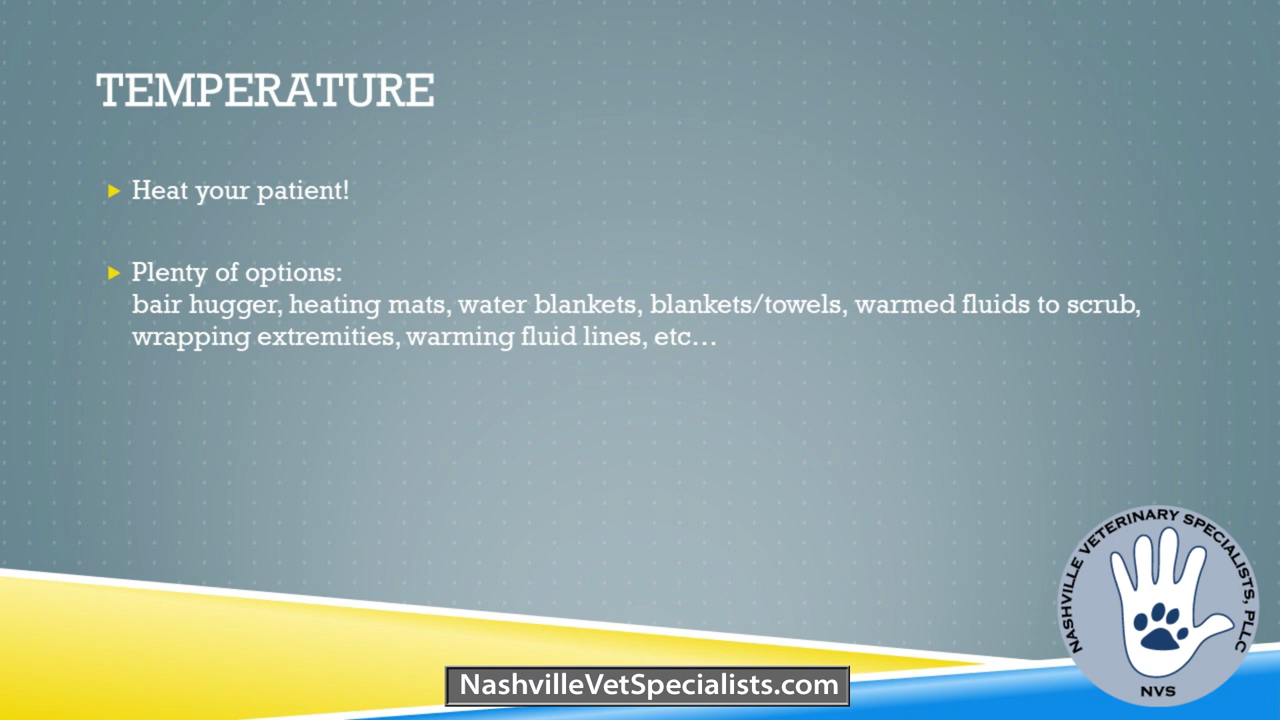 TEMPERATURE
Heat your patient!
Plenty of options:
bair hugger, heating mats, water blankets, blankets/towels, warmed fluids to scrub,
wrapping extremities, warming fluid lines, etc…
NASHVILLE VETERINARY SPECIALISTS, PLLC
NVS
NashvilleVetSpecialists.com